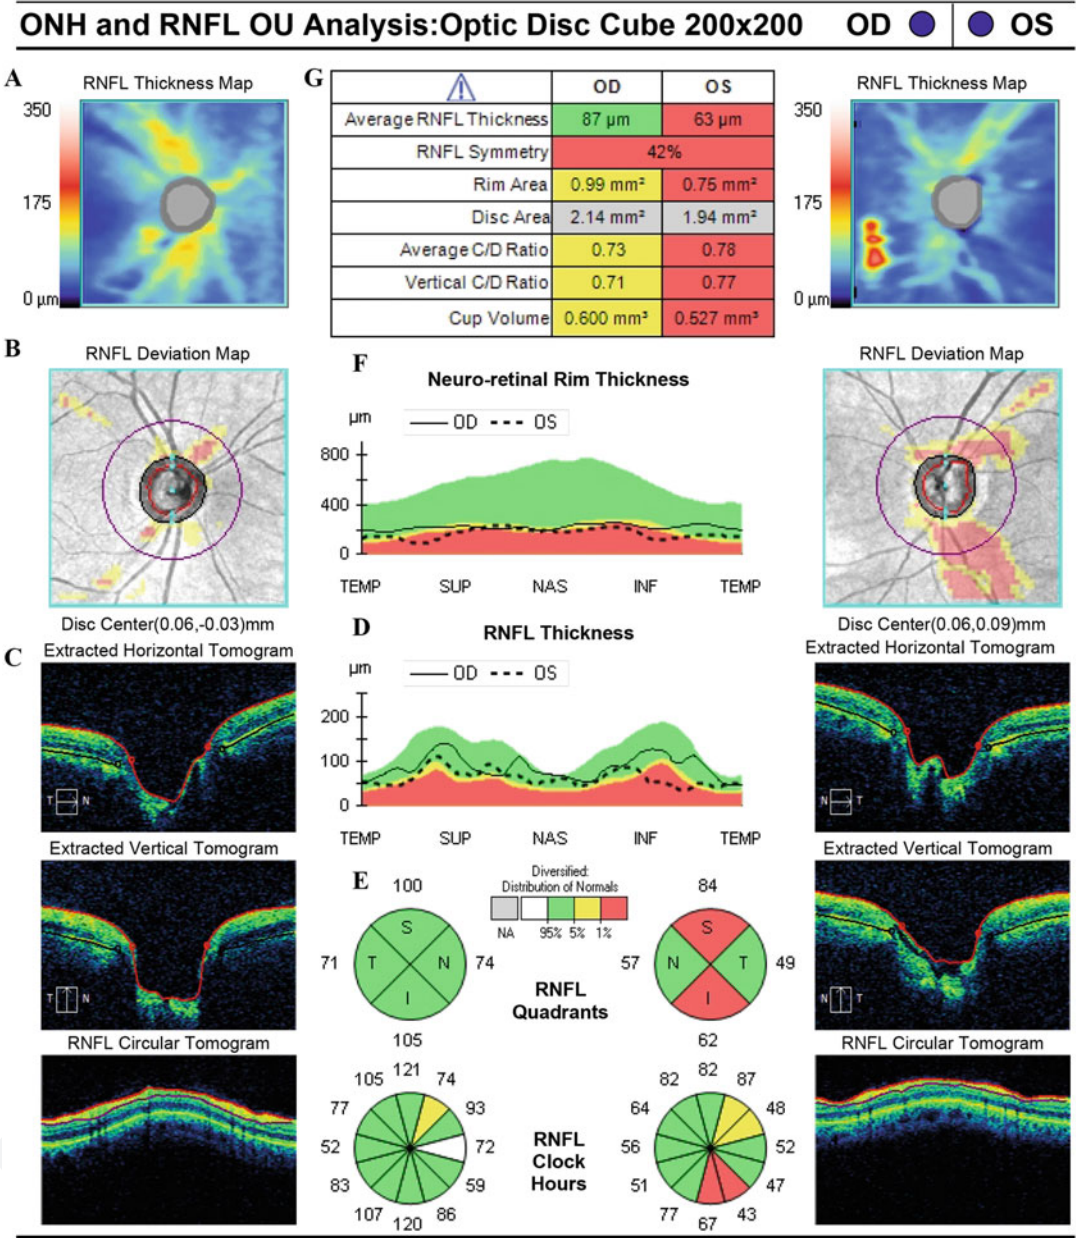 ONH and RNFL OU Analysis:Optic Disc Cube 200x200 OD OS
A RNFL Thickness Map
350
175
0 µm
G
OD OS
Average RNFL Thickness 87 µm 63 µm
RNFL Symmetry 42%
Rim Area 0.99 mm² 0.75 mm²
Disc Area 2.14 mm² 1.94 mm²
Average C/D Ratio 0.73 0.78
Vertical C/D Ratio 0.71 0.77
Cup Volume 0.600 mm³ 0.527 mm³
RNFL Thickness Map
350
175
0 µm
B RNFL Deviation Map
Disc Center(0.06,-0.03)mm
F
Neuro-retinal Rim Thickness
µm
OD OS
800
400
0
TEMP SUP NAS INF TEMP
RNFL Deviation Map
Disc Center(0.06,0.09)mm
C Extracted Horizontal Tomogram
T N
Extracted Vertical Tomogram
T N
RNFL Circular Tomogram
D
RNFL Thickness
µm
OD OS
200
100
0
TEMP SUP NAS INF TEMP
E
Diversified:
Distribution of Normals
NA 95% 5% 1%
100
S
71 T N 74
I
105
RNFL
Quadrants
84
S
57 N T 49
I
62
121
105 74
77 93
52 72
83 59
107 86
120
RNFL
Clock
Hours
82
82 87
64 48
56 52
51 47
77 43
67
Extracted Horizontal Tomogram
N T
Extracted Vertical Tomogram
N T
RNFL Circular Tomogram